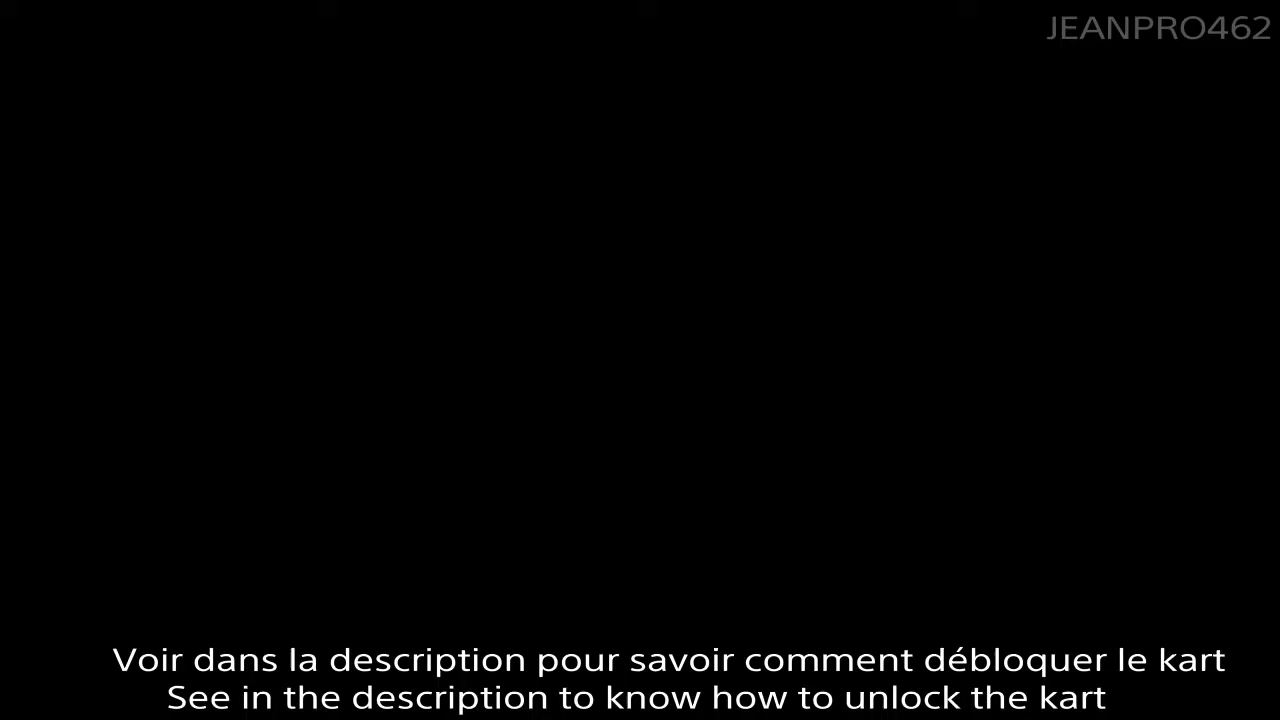 JEANPRO462
Voir dans la description pour savoir comment débloquer le kart
See in the description to know how to unlock the kart